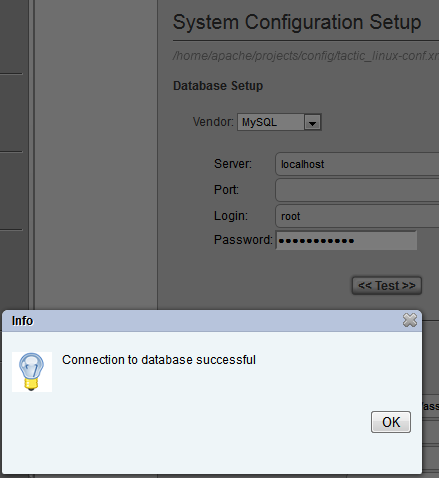 System Configuration Setup
/home/apache/projects/config/tactic_linux-conf.xm
Database Setup
Vendor: MySQL
Server: localhost
Port:
Login: root
Password: •••••••••••
<< Test >>
Info
Connection to database successful
OK